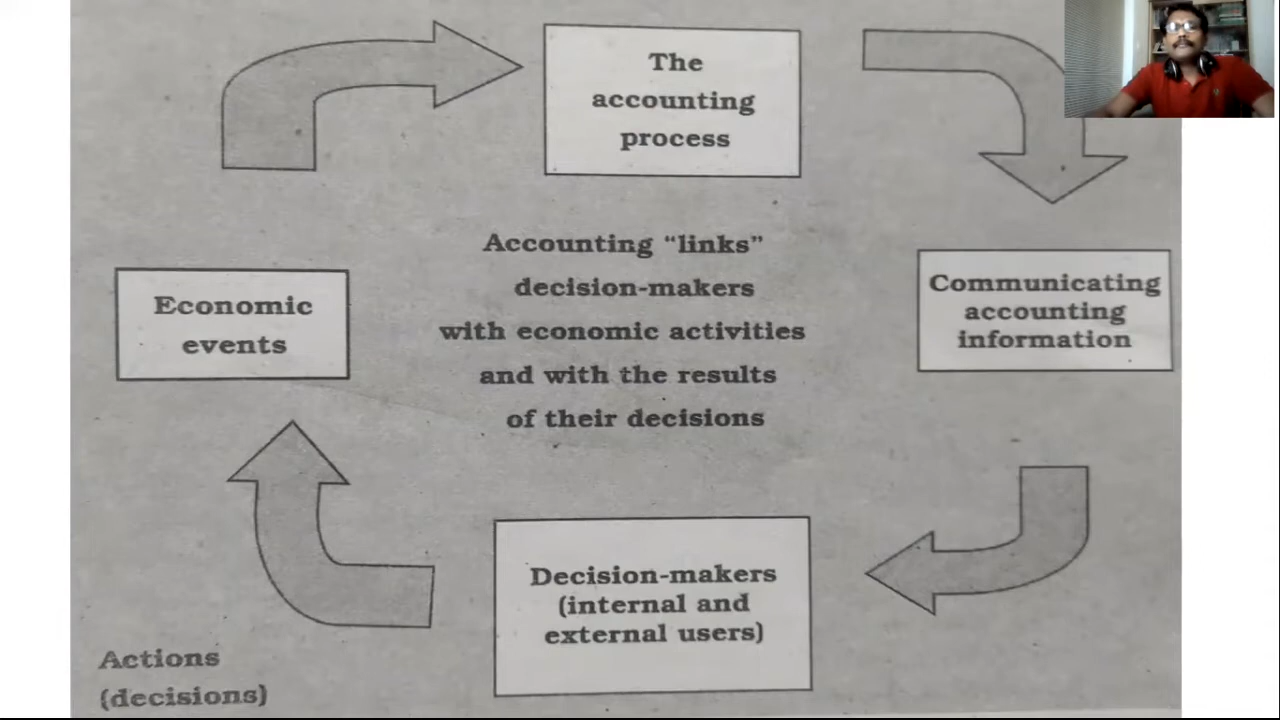 The
accounting
process
Accounting “links”
decision-makers
with economic activities
and with the results
of their decisions
Economic
events
Communicating
accounting
information
Decision-makers
(internal and
external users)
Actions
(decisions)